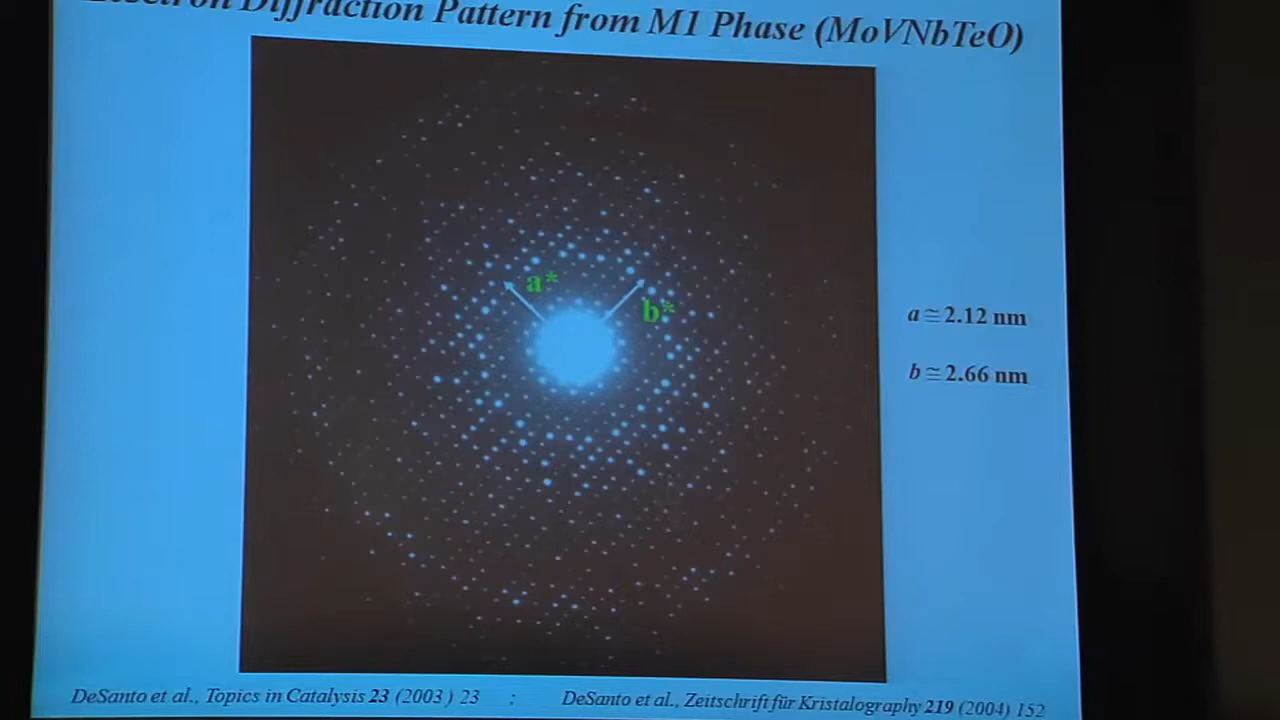 Diffraction Pattern from M1 Phase (MoVNbTeO)
a*
b*
a ≅ 2.12 nm
b ≅ 2.66 nm
DeSanto et al., Topics in Catalysis 23 (2003 ) 23 ; DeSanto et al., Zeitschrift für Kristalography 219 (2004) 152